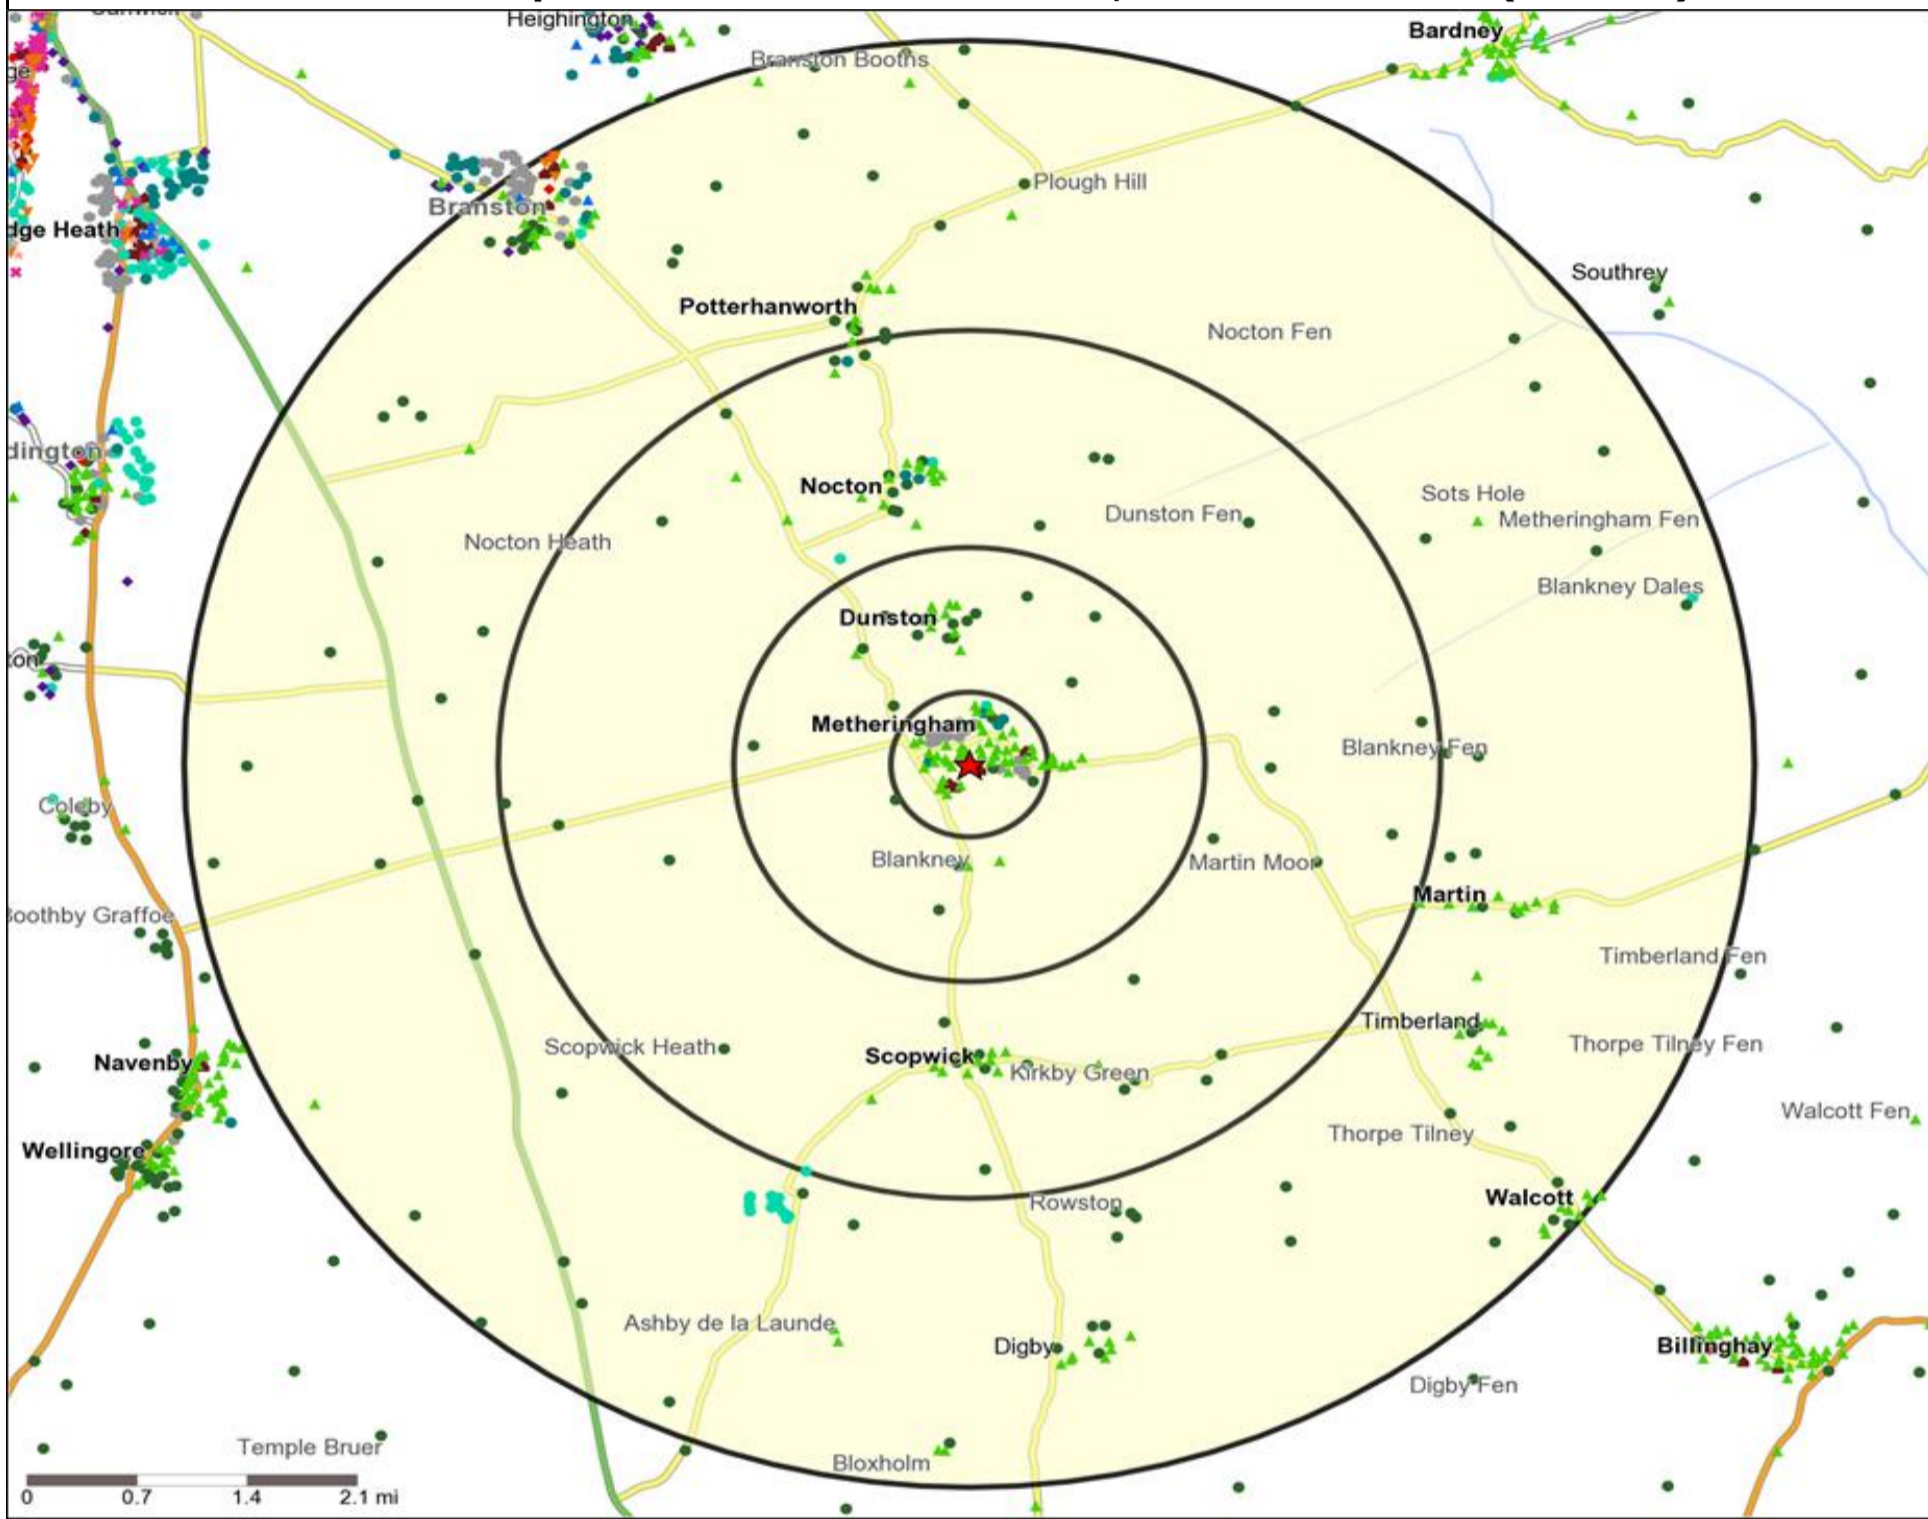 Heighington
Bardney
Branston Booths
ge
Plough Hill
Branston
dge Heath
Southrey
Potterhanworth
Nocton Fen
dington
Nocton
Sots Hole
Dunston Fen
Metheringham Fen
Nocton Heath
Blankney Dales
Dunston
ton
Metheringham
Blankney Fen
Coleby
Blankney
Martin Moor
Martin
Boothby Graffoe
Timberland Fen
Timberland
Scopwick Heath
Thorpe Tilney Fen
Scopwick
Navenby
Kirkby Green
Walcott Fen
Thorpe Tilney
Wellingore
Walcott
Rowston
Ashby de la Launde
Digby
Billinghay
Digby Fen
Temple Bruer
Bloxholm
0 0.7 1.4 2.1 mi